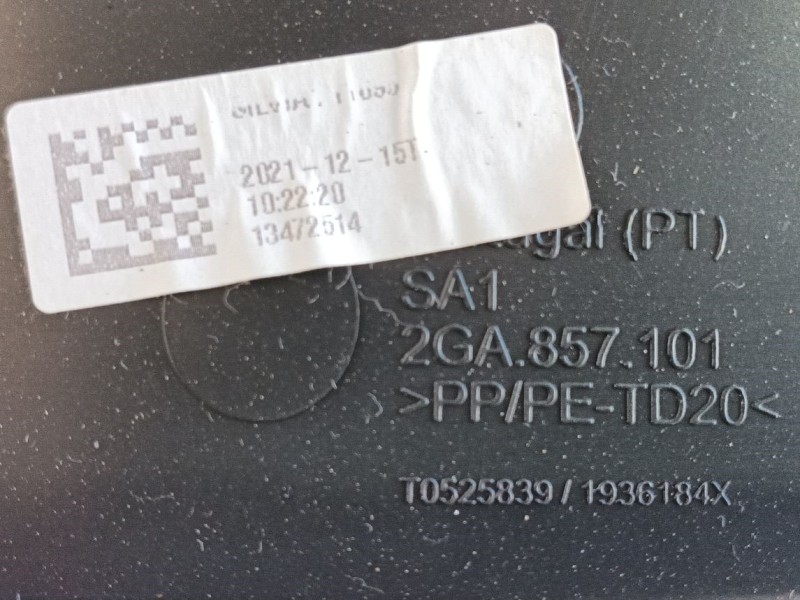 2021-12-15T
10:22:20
13472514
(PT)
SA1
2GA.857.101
>PP/PE-TD20<
T0525839 / 1936184X